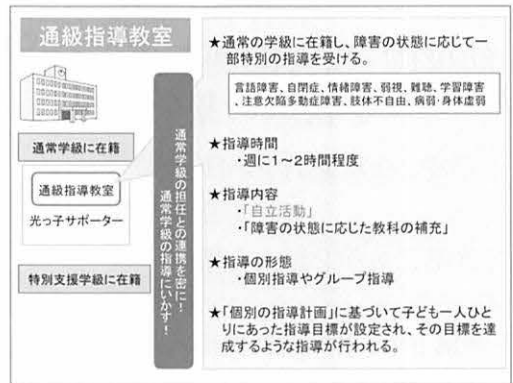 通級指導教室
通常学級に在籍
通級指導教室
光っ子サポーター
特別支援学級に在籍
通常学級の担任との連携を密に!
通常学級の指導にいかす!
★通常の学級に在籍し、障害の状態に応じて一
部特別の指導を受ける。
言語障害、自閉症、情緒障害、弱視、難聴、学習障害
、注意欠陥多動症障害、肢体不自由、病弱・身体虚弱
★指導時間
・週に1~2時間程度
★指導内容
・「自立活動」
・「障害の状態に応じた教科の補充」
★指導の形態
・個別指導やグループ指導
★「個別の指導計画」に基づいて子ども一人ひと
りにあった指導目標が設定され、その目標を達
成するような指導が行われる。